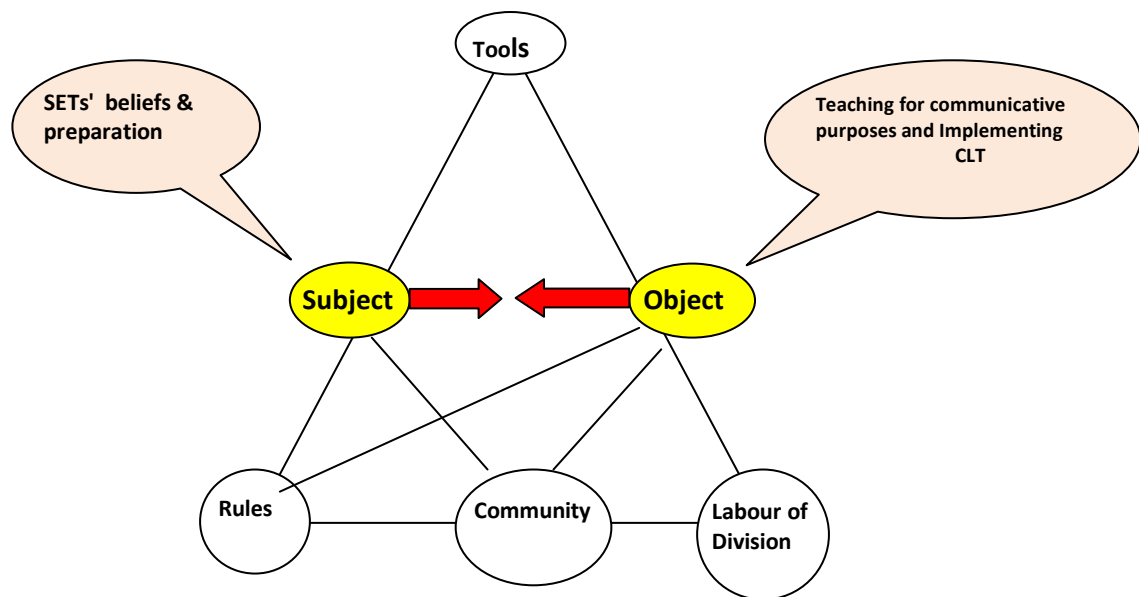 Tools
SETs' beliefs &
preparation
Teaching for communicative
purposes and Implementing
CLT
Subject
Object
Rules
Community
Labour of
Division